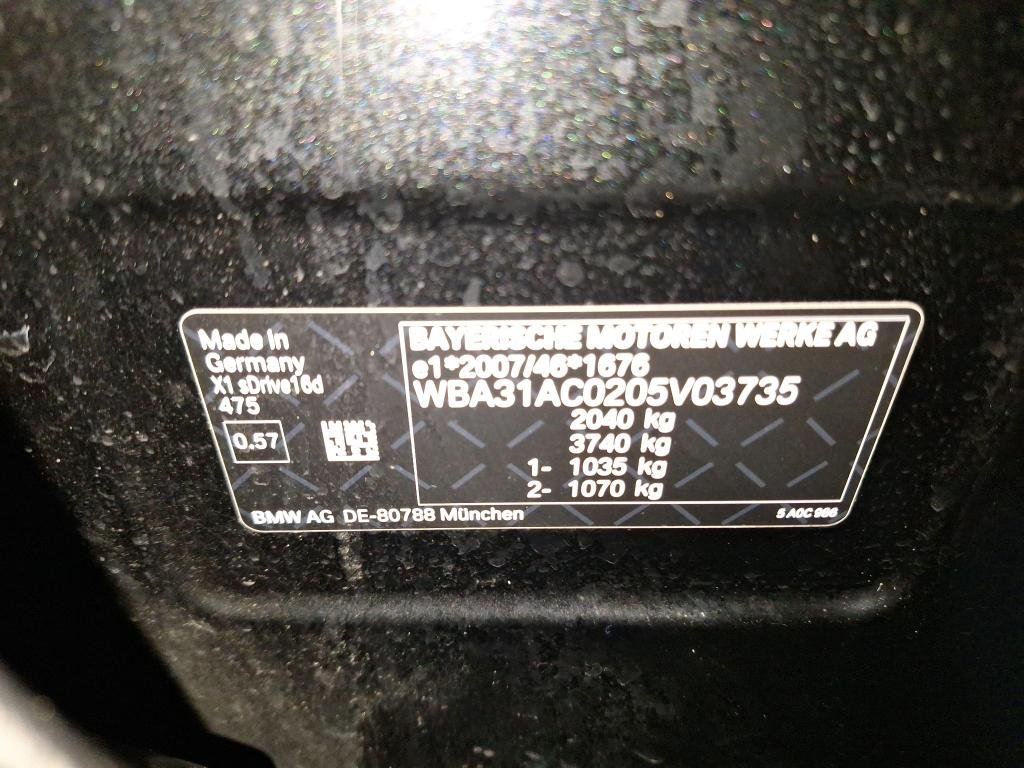 Made in
Germany
X1 sDrive16d
475
0.57
BAYERISCHE MOTOREN WERKE AG
e1*2007/46*1676
WBA31AC0205V03735
2040 kg
3740 kg
1- 1035 kg
2- 1070 kg
BMW AG DE-80788 München
5 A0C 986